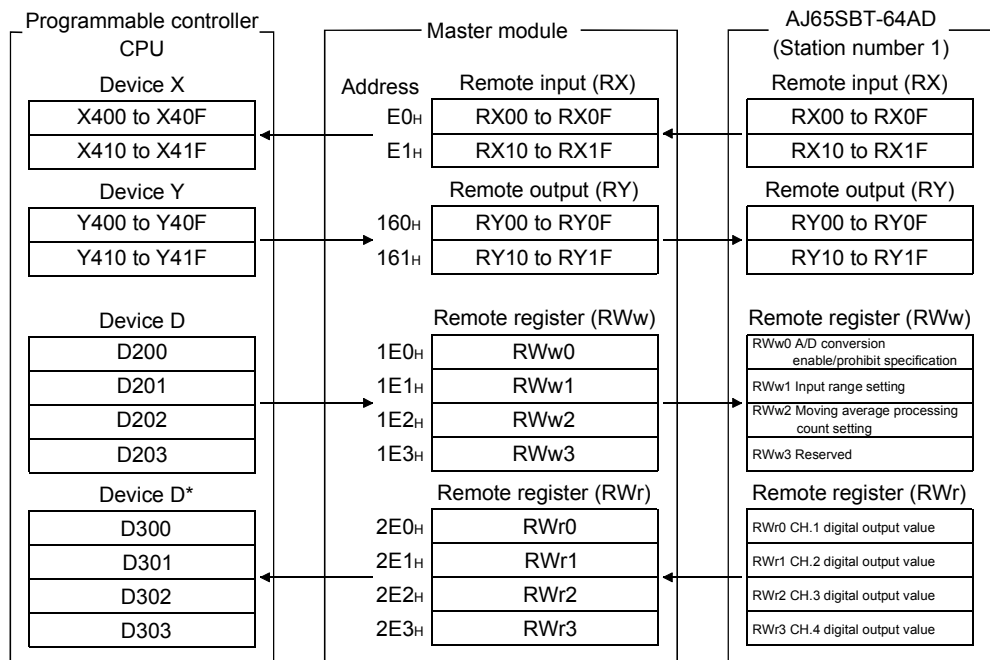 Programmable controller
CPU
Master module
AJ65SBT-64AD
(Station number 1)
Device X
Address
Remote input (RX)
Remote input (RX)
X400 to X40F
E0H
RX00 to RX0F
RX00 to RX0F
X410 to X41F
E1H
RX10 to RX1F
RX10 to RX1F
Device Y
Remote output (RY)
Remote output (RY)
Y400 to Y40F
160H
RY00 to RY0F
RY00 to RY0F
Y410 to Y41F
161H
RY10 to RY1F
RY10 to RY1F
Device D
Remote register (RWw)
Remote register (RWw)
D200
1E0H
RWw0
RWw0 A/D conversion
enable/prohibit specification
D201
1E1H
RWw1
RWw1 Input range setting
D202
1E2H
RWw2
RWw2 Moving average processing
count setting
D203
1E3H
RWw3
RWw3 Reserved
Device D*
Remote register (RWr)
Remote register (RWr)
D300
2E0H
RWr0
RWr0 CH.1 digital output value
D301
2E1H
RWr1
RWr1 CH.2 digital output value
D302
2E2H
RWr2
RWr2 CH.3 digital output value
D303
2E3H
RWr3
RWr3 CH.4 digital output value